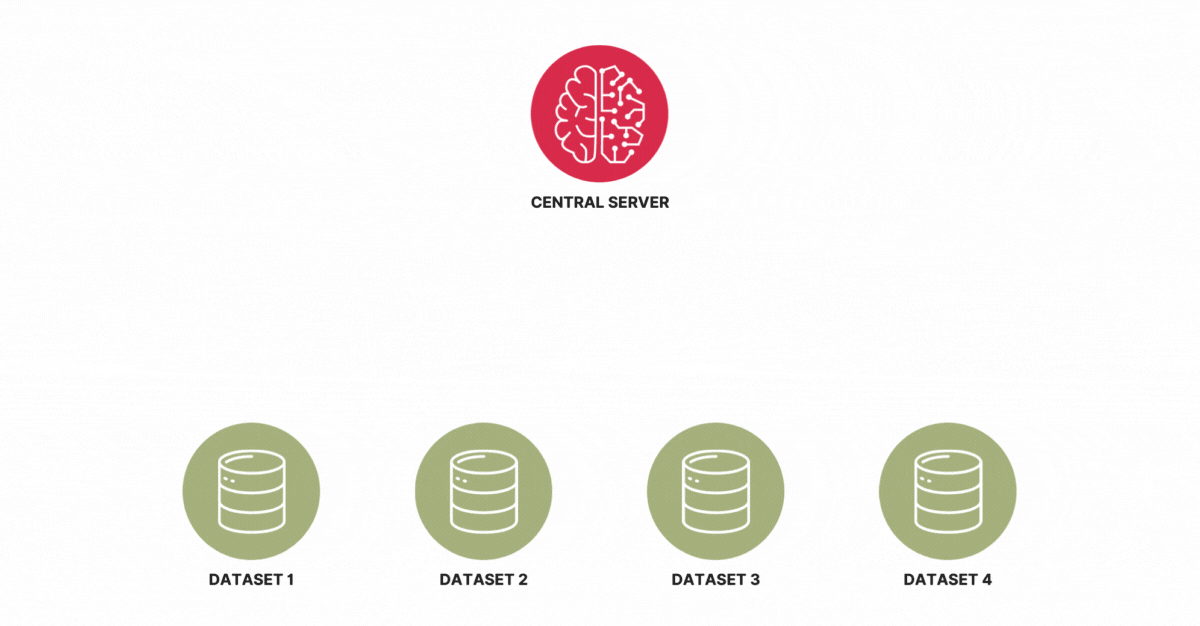 CENTRAL SERVER
DATASET 1
DATASET 2
DATASET 3
DATASET 4